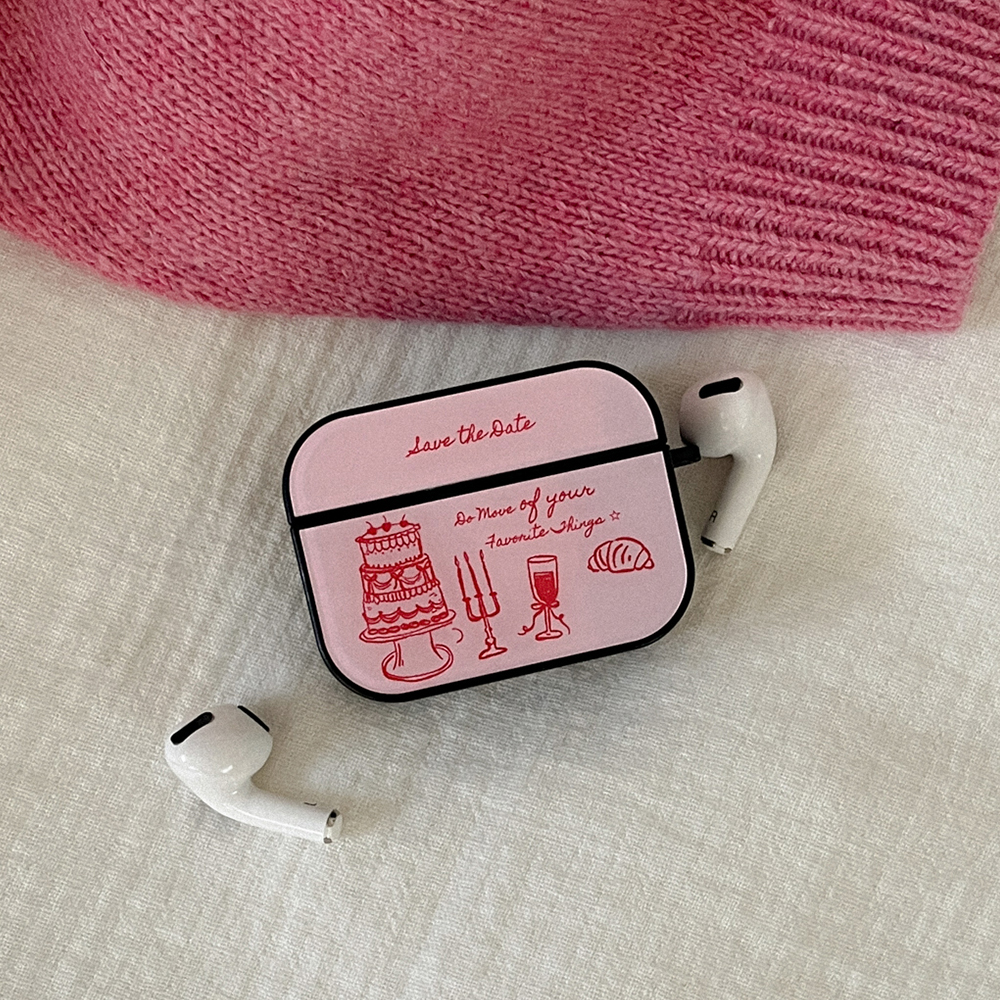 Save the Date
Do More of your
Favorite Things ☆
R
L